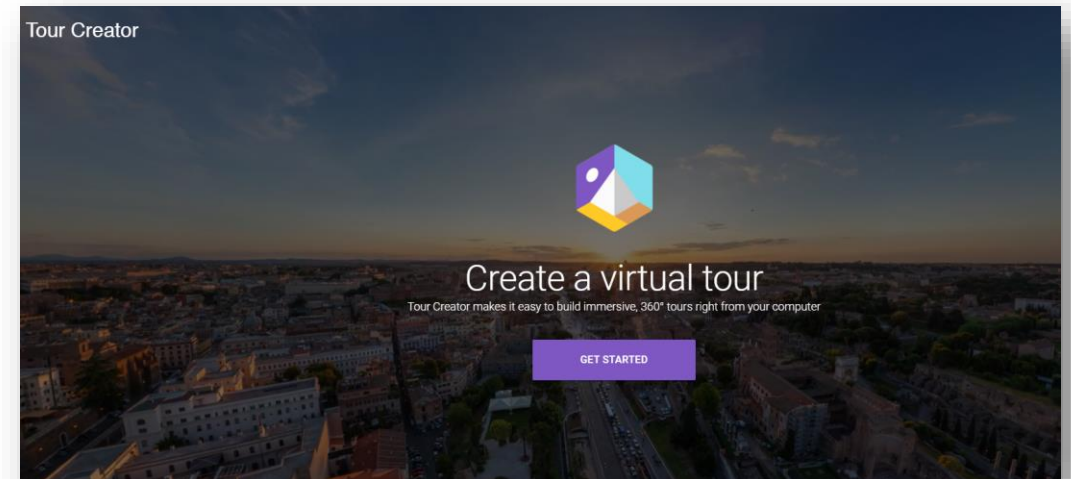 Tour Creator
Create a virtual tour
Tour Creator makes it easy to build immersive, 360° tours right from your computer
GET STARTED